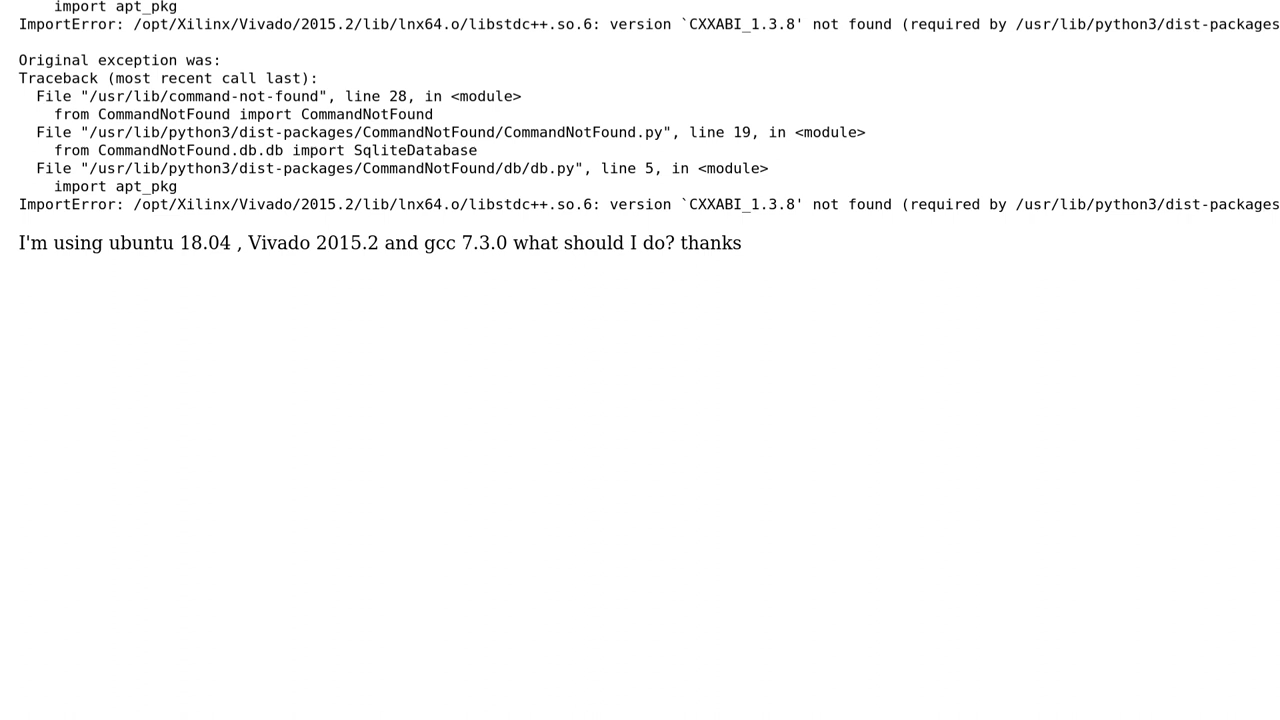 import apt_pkg
ImportError: /opt/Xilinx/Vivado/2015.2/lib/lnx64.o/libstdc++.so.6: version `CXXABI_1.3.8' not found (required by /usr/lib/python3/dist-packages
Original exception was:
Traceback (most recent call last):
File "/usr/lib/command-not-found", line 28, in <module>
from CommandNotFound import CommandNotFound
File "/usr/lib/python3/dist-packages/CommandNotFound/CommandNotFound.py", line 19, in <module>
from CommandNotFound.db.db import SqliteDatabase
File "/usr/lib/python3/dist-packages/CommandNotFound/db/db.py", line 5, in <module>
import apt_pkg
ImportError: /opt/Xilinx/Vivado/2015.2/lib/lnx64.o/libstdc++.so.6: version `CXXABI_1.3.8' not found (required by /usr/lib/python3/dist-packages
I'm using ubuntu 18.04 , Vivado 2015.2 and gcc 7.3.0 what should I do? thanks